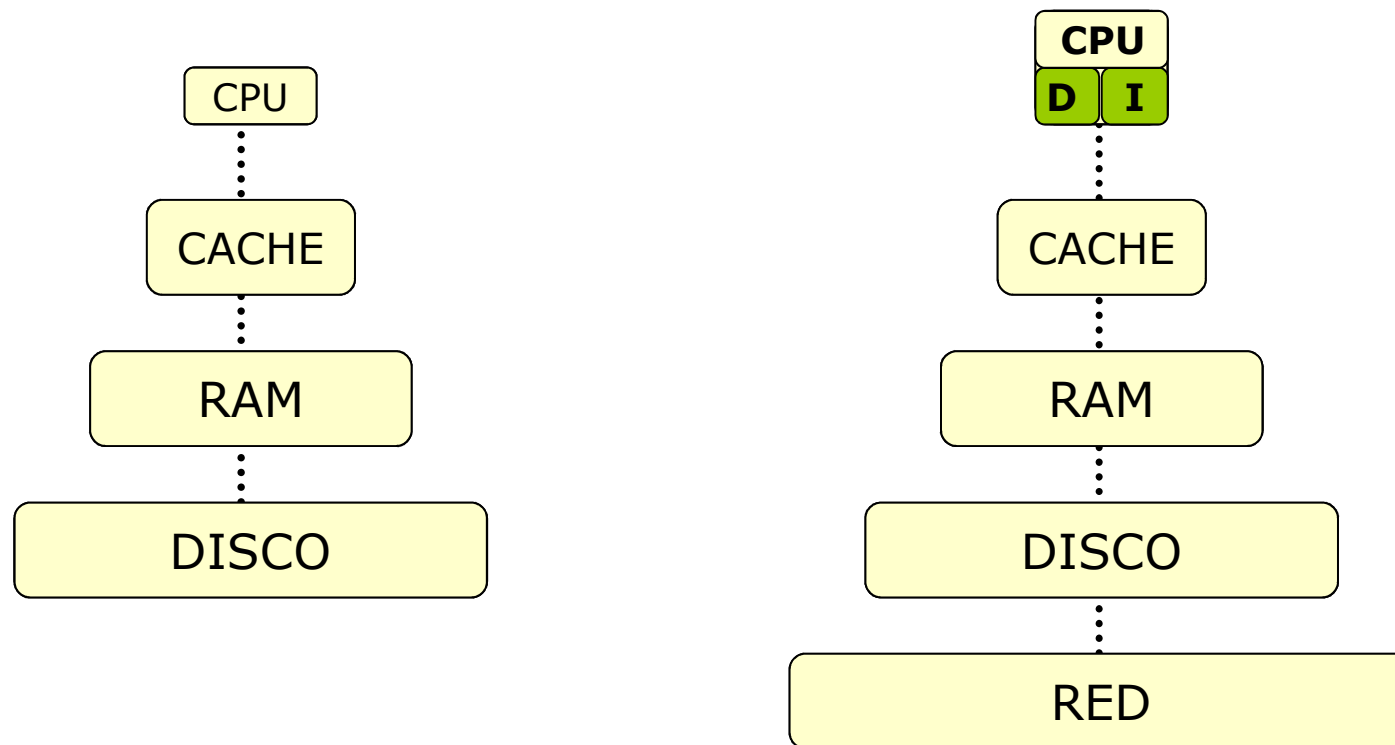 CPU
CACHE
RAM
DISCO
CPU
D I
CACHE
RAM
DISCO
RED